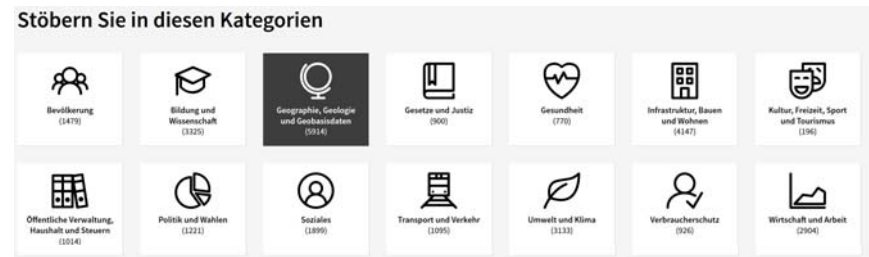 Stöbern Sie in diesen Kategorien
Bevölkerung
(1479)
Bildung und
Wissenschaft
(3325)
Geographie, Geologie
und Geobasisdaten
(5914)
Gesetze und Justiz
(900)
Gesundheit
(770)
Infrastruktur, Bauen
und Wohnen
(4147)
Kultur, Freizeit, Sport
und Tourismus
(196)
Öffentliche Verwaltung,
Haushalt und Steuern
(1014)
Politik und Wahlen
(1221)
Soziales
(1899)
Transport und Verkehr
(1095)
Umwelt und Klima
(3133)
Verbraucherschutz
(926)
Wirtschaft und Arbeit
(2904)